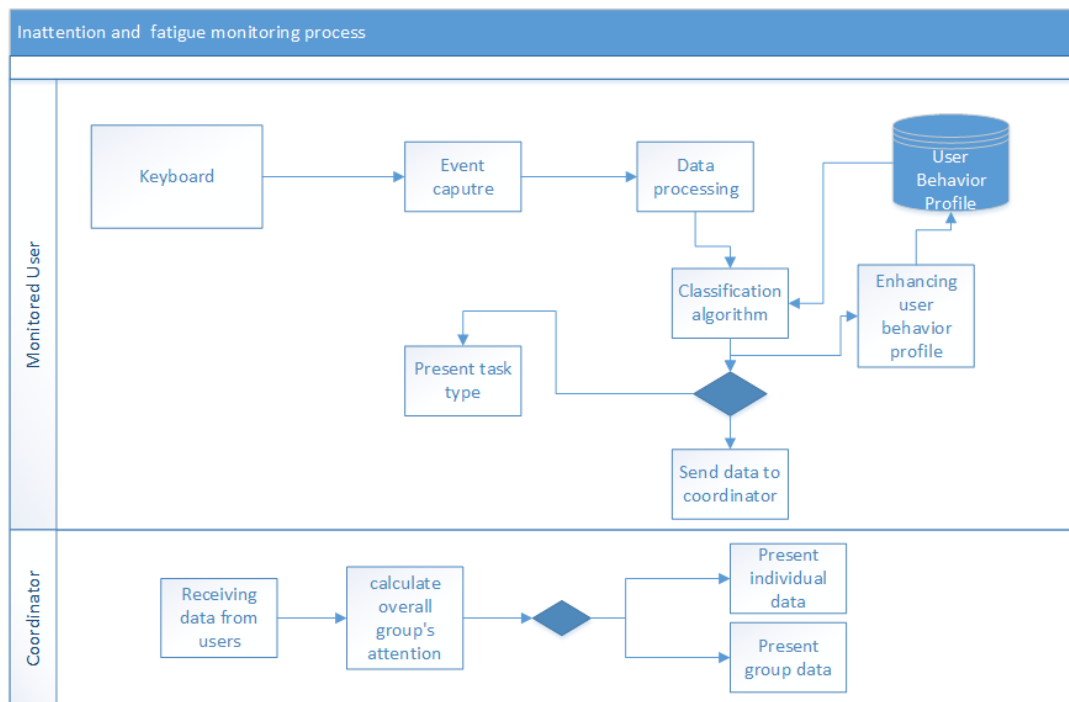 Inattention and fatigue monitoring process
Monitored User
Keyboard
Event
caputre
Data
processing
User
Behavior
Profile
Classification
algorithm
Enhancing
user
behavior
profile
Present task
type
Send data to
coordinator
Coordinator
Receiving
data from
users
calculate
overall
group's
attention
Present
individual
data
Present
group data